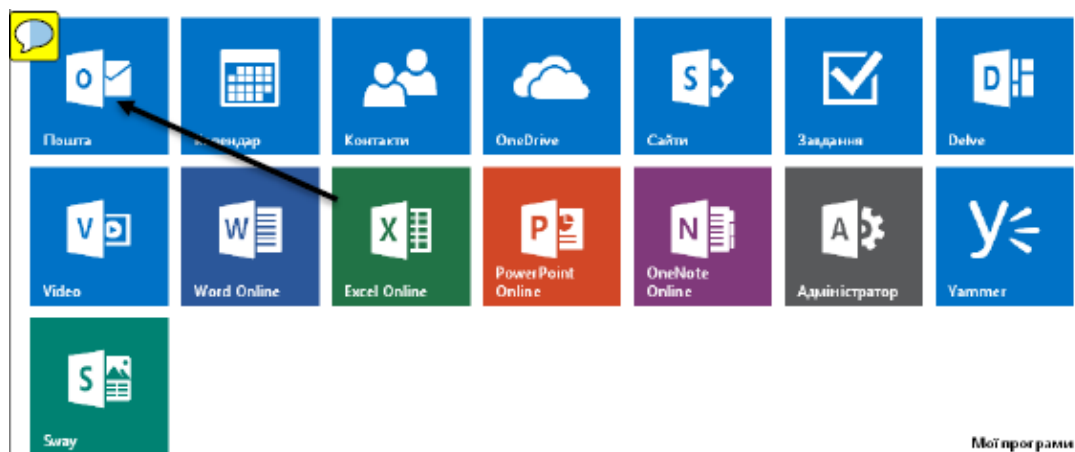 Пошта
Календар
Контакти
OneDrive
Сайти
Завдання
Delve
Video
Word Online
Excel Online
PowerPoint
Online
OneNote
Online
Адміністратор
Yammer
Sway
Мої програми